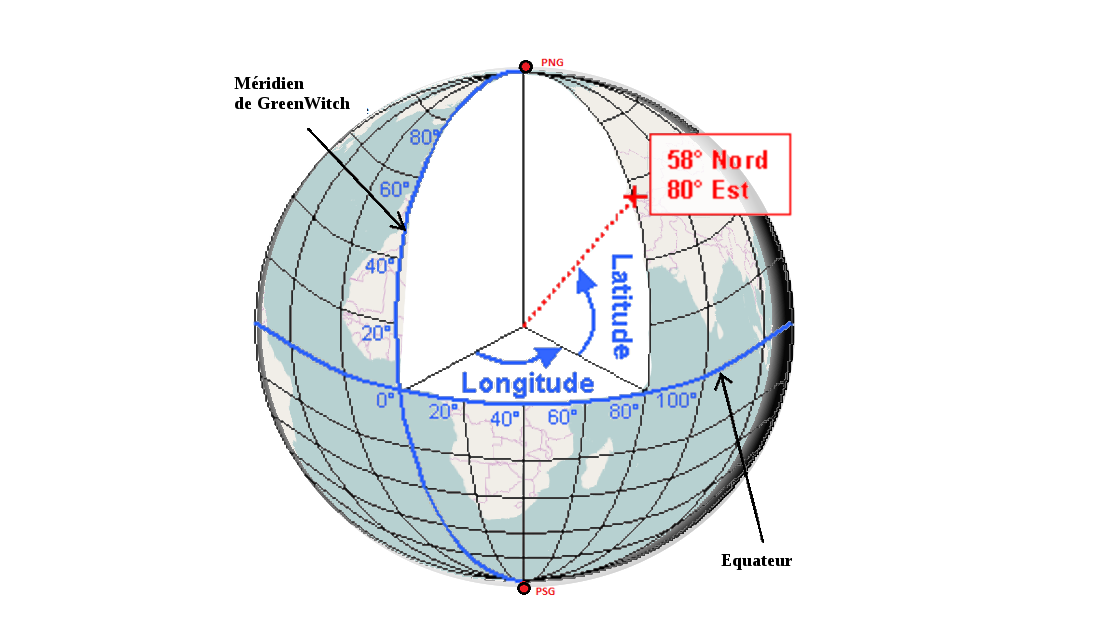 PNG
Méridien
de GreenWitch
80°
58° Nord
80° Est
60°
40°
Latitude
20°
Longitude
0°
20°
40°
60°
80°
100°
Equateur
PSG